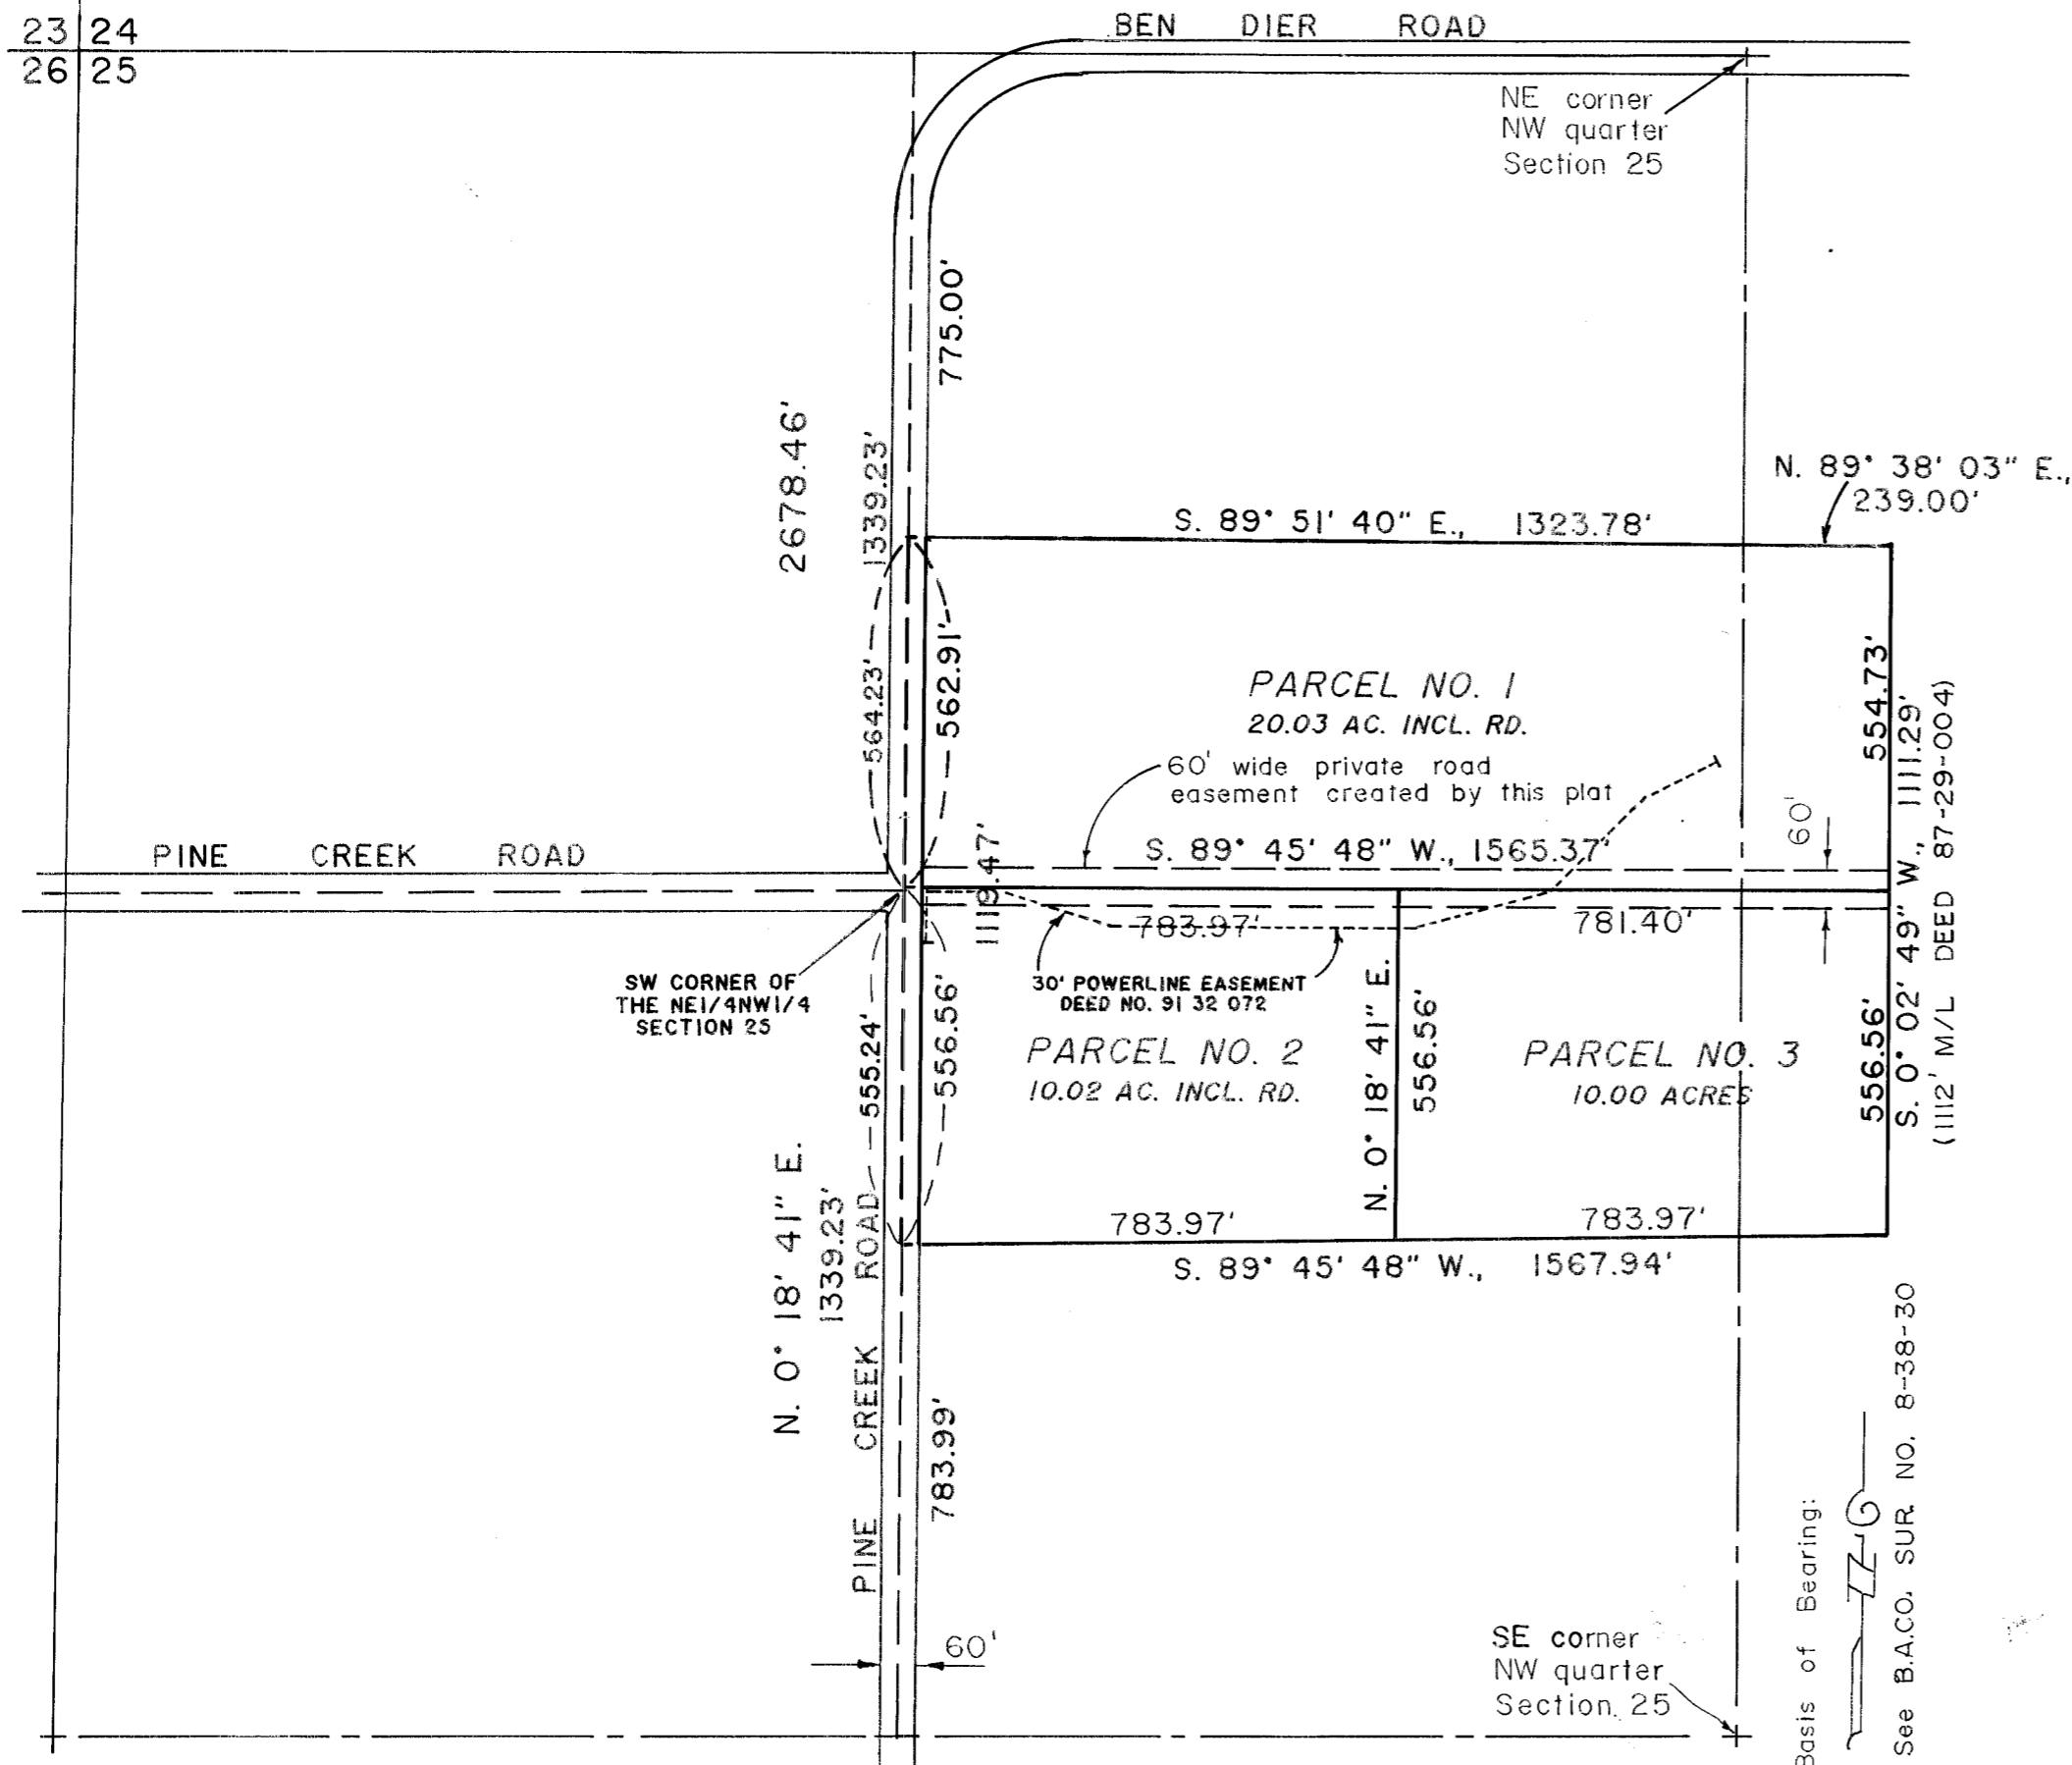 23 24
26 25
BEN DIER ROAD
NE corner
NW quarter
Section 25
775.00'
2678.46'
1339.23'
N. 89° 38' 03" E.,
239.00'
S. 89° 51' 40" E., 1323.78'
564.23'
562.91'
PARCEL NO. 1
20.03 AC. INCL. RD.
60' wide private road
easement created by this plat
554.73'
S. 0° 02' 49" W., 1111.29'
(1112' M/L DEED 87-29-004)
60'
PINE CREEK ROAD
S. 89° 45' 48" W., 1565.37'
1119.47'
783.97'
781.40'
SW CORNER OF
THE NE1/4NW1/4
SECTION 25
30' POWERLINE EASEMENT
DEED NO. 91 32 072
555.24'
556.56'
PARCEL NO. 2
10.02 AC. INCL. RD.
N. 0° 18' 41" E.
556.56'
PARCEL NO. 3
10.00 ACRES
556.56'
783.97'
783.97'
S. 89° 45' 48" W., 1567.94'
N. 0° 18' 41" E.
1339.23'
PINE CREEK ROAD
783.99'
60'
SE corner
NW quarter
Section 25
Basis of Bearing:
N
See B.A.CO. SUR. NO. 8-38-30